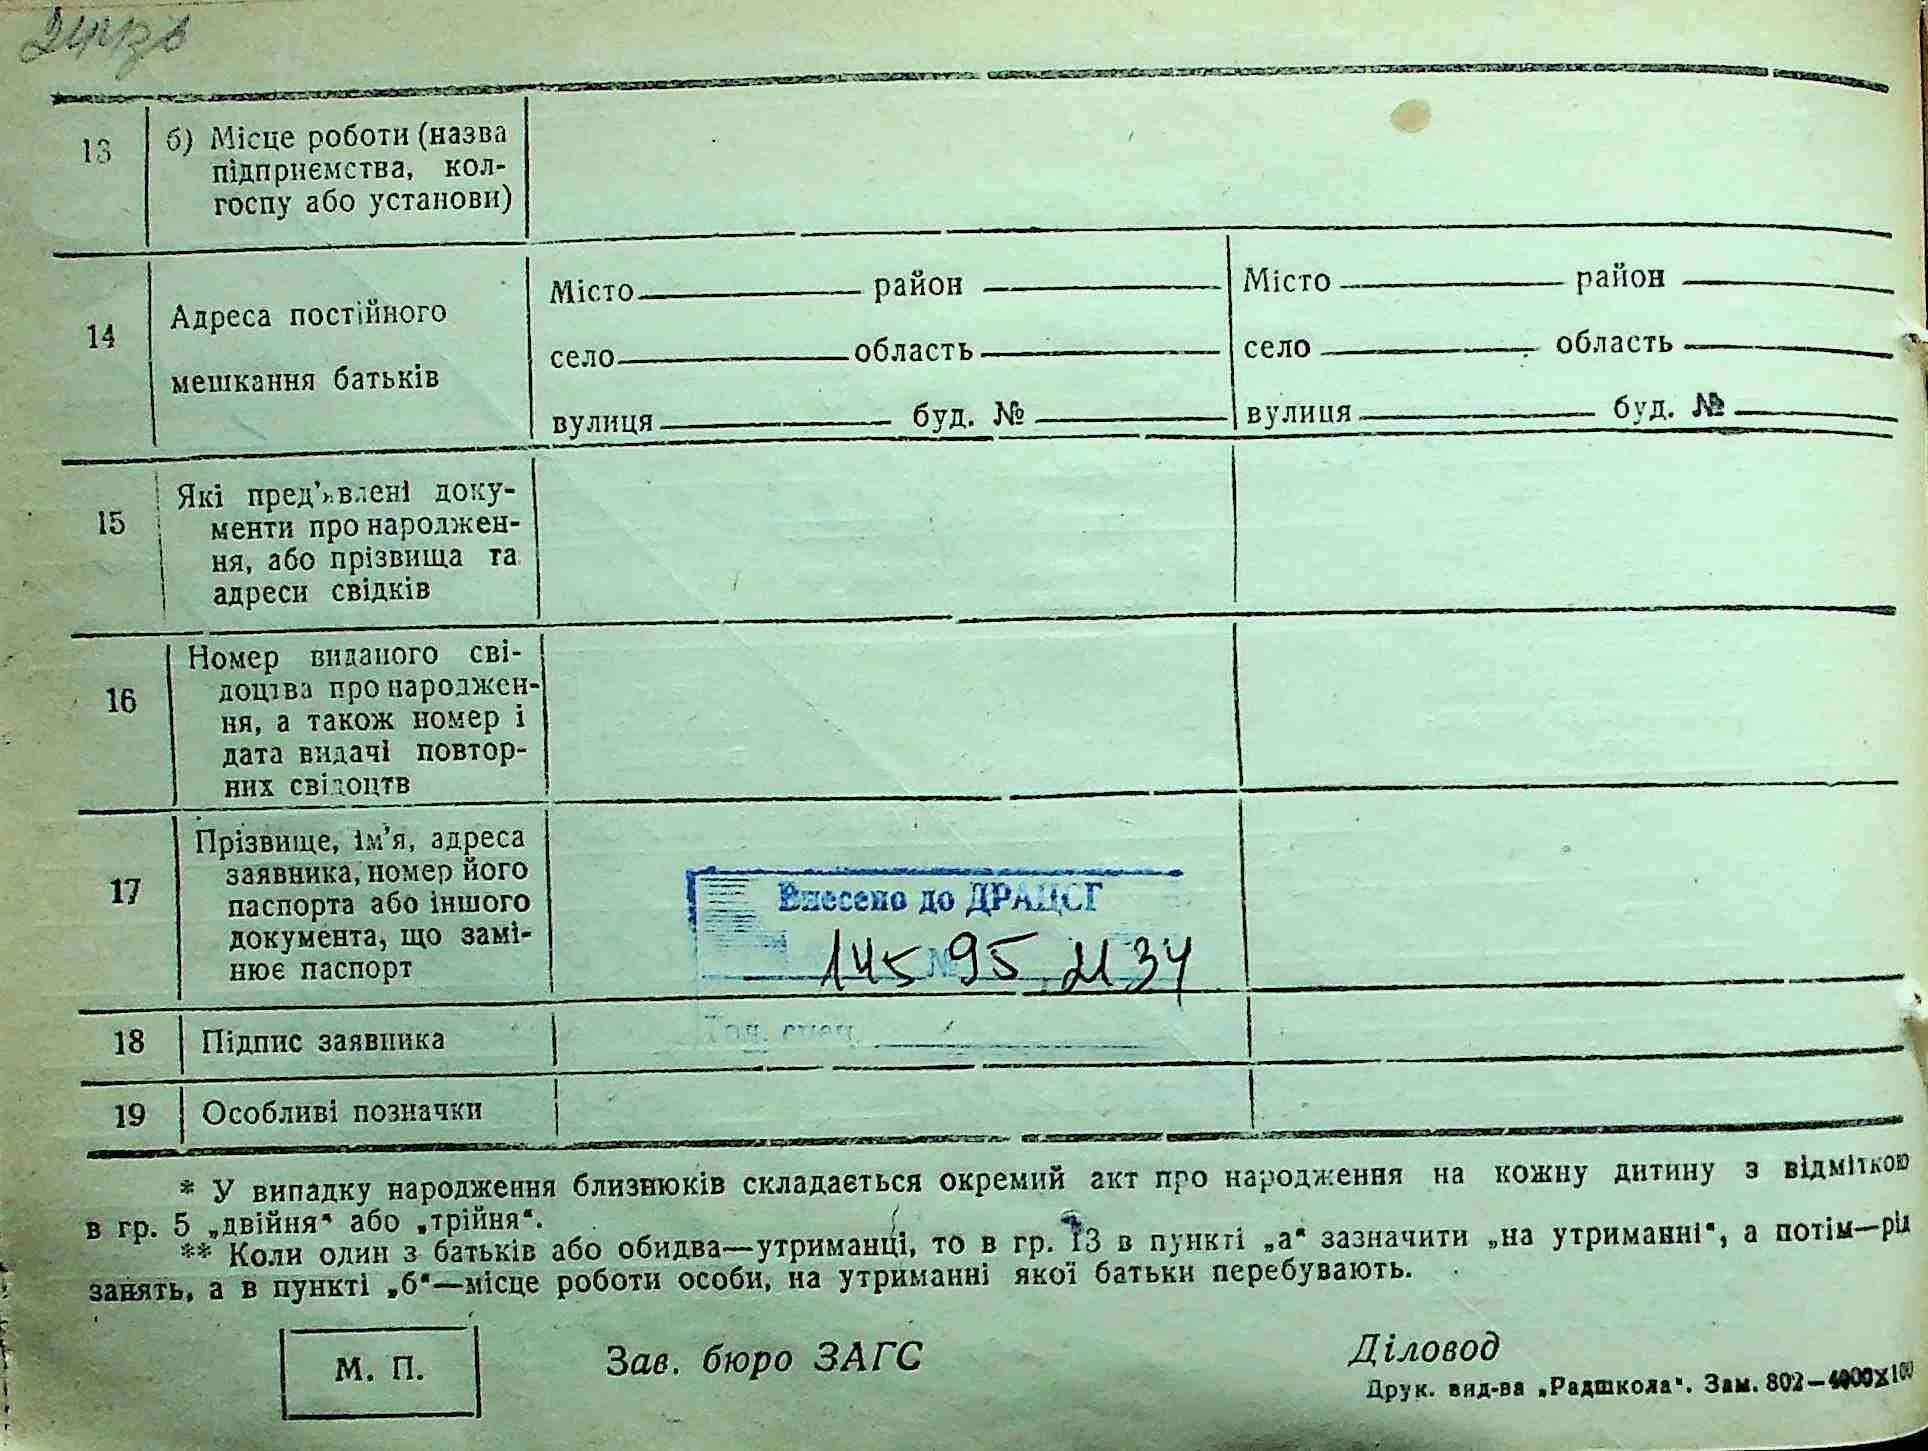 13
б) Місце роботи (назва
підприємства, кол-
госпу або установи)
14
Адреса постійного
мешкання батьків
Місто район
село область
вулиця буд. №
Місто район
село область
вулиця буд. №
15
Які пред'явлені доку-
менти про народжен-
ня, або прізвища та
адреси свідків
16
Номер виданого сві-
доцтва про народжен-
ня, а також номер і
дата видачі повтор-
них свідоцтв
17
Прізвище, ім'я, адреса
заявника, номер його
паспорта або іншого
документа, що замі-
нює паспорт
Внесено до ДРАЦСГ
№
145 95 2134
18
Підпис заявника
19
Особливі позначки
* У випадку народження близнюків складається окремий акт про народження на кожну дитину з відміткою
в гр. 5 „двійня“ або „трійня“.
** Коли один з батьків або обидва—утриманці, то в гр. 13 в пункті „а“ зазначити „на утриманні“, а потім—рід
занять, а в пункті „б“—місце роботи особи, на утриманні якої батьки перебувають.
М. П.
Зав. бюро ЗАГС
Діловод
Друк. вид-ва „Радшкола“. Зам. 802—4000х100